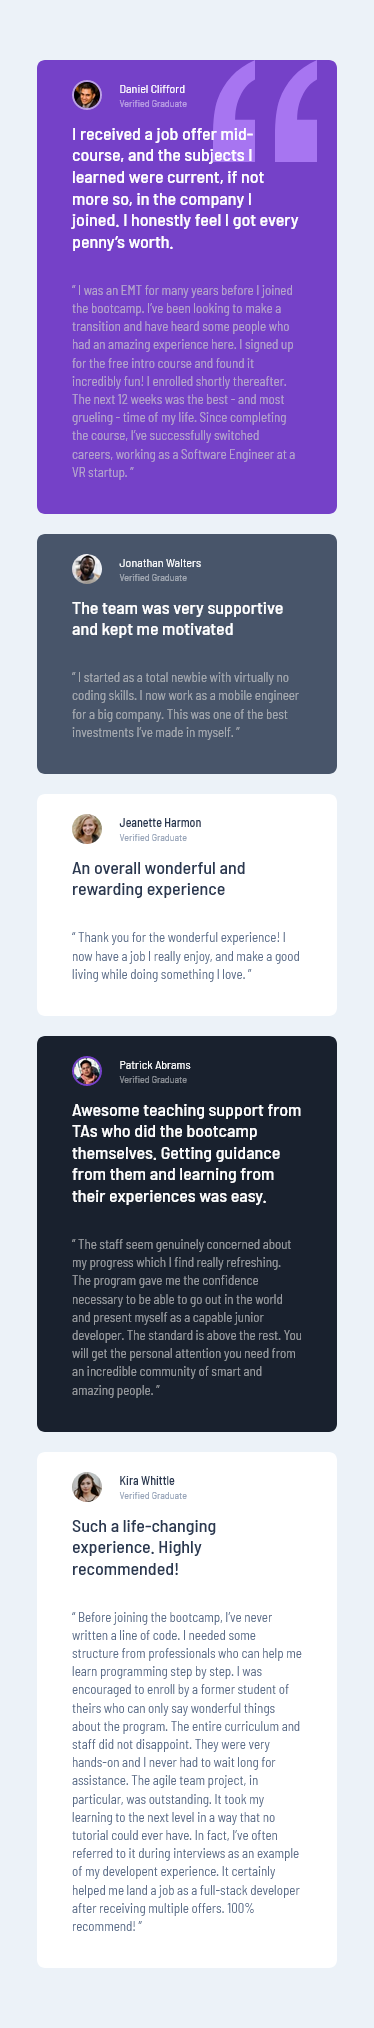 Daniel Clifford
Verified Graduate
I received a job offer mid-
course, and the subjects I
learned were current, if not
more so, in the company I
joined. I honestly feel I got every
penny’s worth.
“ I was an EMT for many years before I joined
the bootcamp. I’ve been looking to make a
transition and have heard some people who
had an amazing experience here. I signed up
for the free intro course and found it
incredibly fun! I enrolled shortly thereafter.
The next 12 weeks was the best - and most
grueling - time of my life. Since completing
the course, I’ve successfully switched
careers, working as a Software Engineer at a
VR startup. ”
Jonathan Walters
Verified Graduate
The team was very supportive
and kept me motivated
“ I started as a total newbie with virtually no
coding skills. I now work as a mobile engineer
for a big company. This was one of the best
investments I’ve made in myself. ”
Jeanette Harmon
Verified Graduate
An overall wonderful and
rewarding experience
“ Thank you for the wonderful experience! I
now have a job I really enjoy, and make a good
living while doing something I love. ”
Patrick Abrams
Verified Graduate
Awesome teaching support from
TAs who did the bootcamp
themselves. Getting guidance
from them and learning from
their experiences was easy.
“ The staff seem genuinely concerned about
my progress which I find really refreshing.
The program gave me the confidence
necessary to be able to go out in the world
and present myself as a capable junior
developer. The standard is above the rest. You
will get the personal attention you need from
an incredible community of smart and
amazing people. ”
Kira Whittle
Verified Graduate
Such a life-changing
experience. Highly
recommended!
“ Before joining the bootcamp, I’ve never
written a line of code. I needed some
structure from professionals who can help me
learn programming step by step. I was
encouraged to enroll by a former student of
theirs who can only say wonderful things
about the program. The entire curriculum and
staff did not disappoint. They were very
hands-on and I never had to wait long for
assistance. The agile team project, in
particular, was outstanding. It took my
learning to the next level in a way that no
tutorial could ever have. In fact, I’ve often
referred to it during interviews as an example
of my developent experience. It certainly
helped me land a job as a full-stack developer
after receiving multiple offers. 100%
recommend! ”